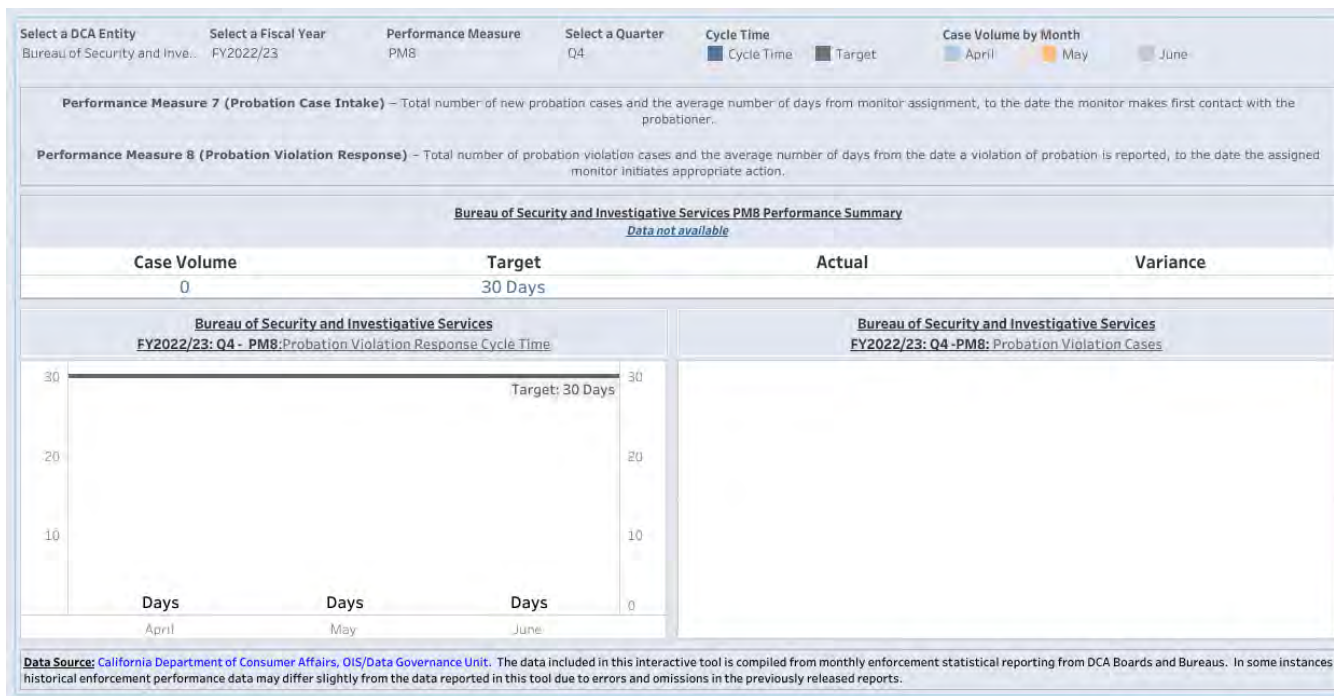 Select a DCA Entity Select a Fiscal Year Performance Measure Select a Quarter Cycle Time Case Volume by Month
Bureau of Security and Inve.. FY2022/23 PM8 Q4 Cycle Time Target April May June
Performance Measure 7 (Probation Case Intake) – Total number of new probation cases and the average number of days from monitor assignment, to the date the monitor makes first contact with the
probationer..
Performance Measure 8 (Probation Violation Response) – Total number of probation violation cases and the average number of days from the date a violation of probation is reported, to the date the assigned
monitor initiates appropriate action.
Bureau of Security and Investigative Services PM8 Performance Summary
Data not available
Case Volume Target Actual Variance
0 30 Days
Bureau of Security and Investigative Services
FY2022/23: Q4 - PM8:Probation Violation Response Cycle Time
30 30
Target: 30 Days
20 20
10 10
Days Days Days 0
April May June
Bureau of Security and Investigative Services
FY2022/23: Q4 -PM8: Probation Violation Cases
Data Source: California Department of Consumer Affairs, OIS/Data Governance Unit. The data included in this interactive tool is compiled from monthly enforcement statistical reporting from DCA Boards and Bureaus. In some instances
historical enforcement performance data may differ slightly from the data reported in this tool due to errors and omissions in the previously released reports.